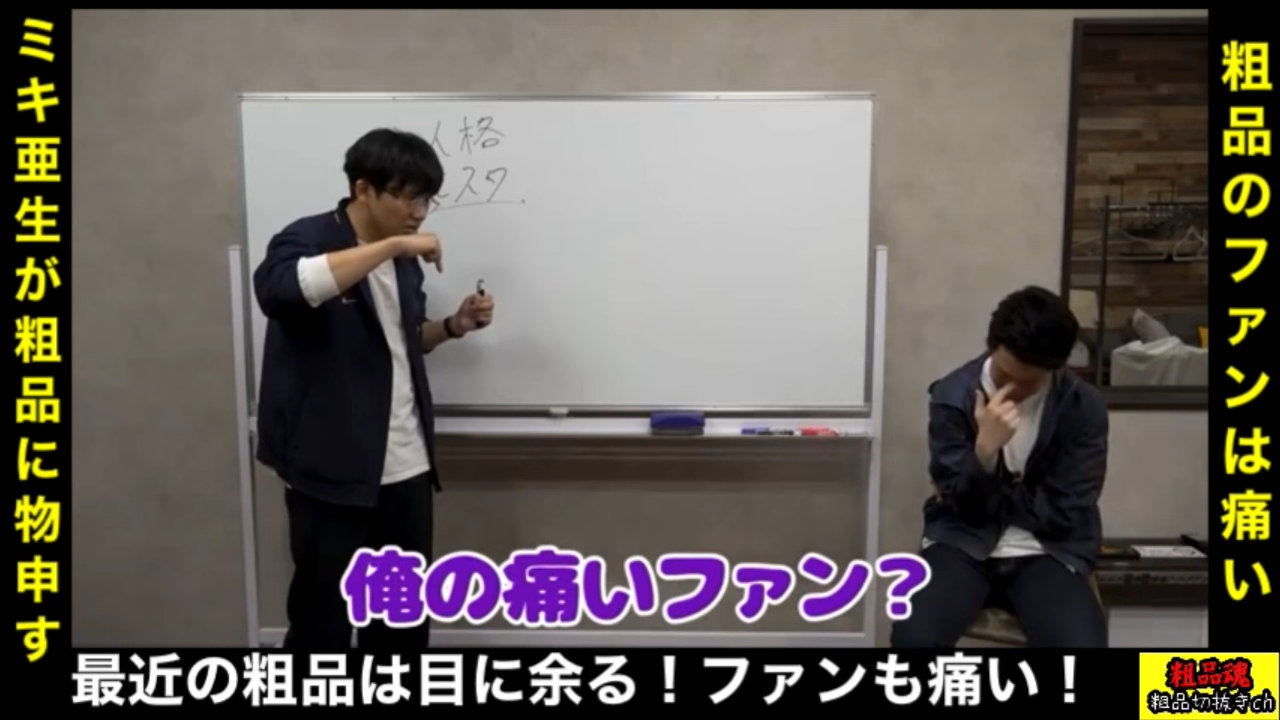 ミキ亜生が粗品に物申す
粗品のファンは痛い
人格
スタ
俺の痛いファン?
最近の粗品は目に余る!ファンも痛い!
粗品魂
粗品切抜きch